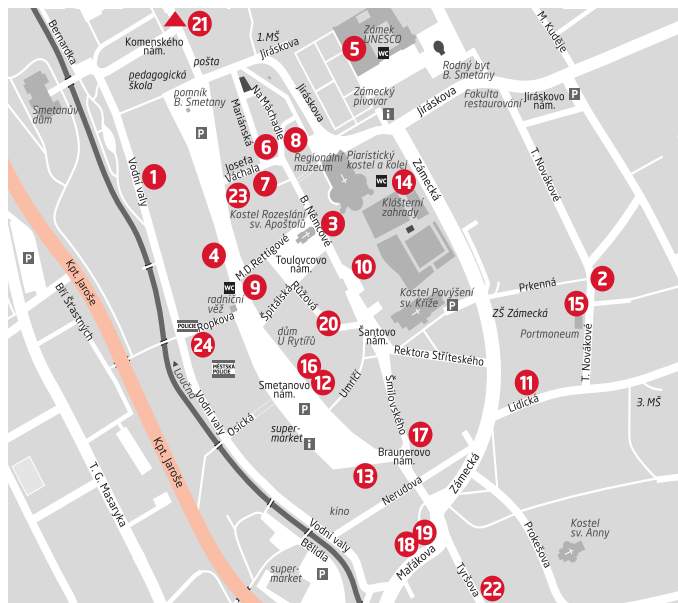 21
Komenského
nám.
1.MŠ
Jiráskova
pošta
pedagogická
škola
pomník
B. Smetany
Bernardka
Smetanův
dům
5
Zámek
UNESCO
WC
Rodný byt
B. Smetany
M. Kuděje
Fakulta
restaurování
Jiráskovo
nám.
P
Zámecký
pivovar
i
Jiráskova
Jiráskova
Na Máchadle
Mariánská
P
6
8
Josefa
Váchala
7
23
Regionální
muzeum
Piaristický
kostel a kolej
WC
14
Klášterní
zahrady
Zámecká
T. Novákové
1
Vodní valy
Kostel Rozeslání
sv. Apoštolů
B. Němcové
3
4
M.D.Rettigové
Toulovcovo
nám.
10
P
Kpt. Jaroše
Bří Šťastných
WC
9
radniční
věž
Ropkova
POLICIE
24
MĚSTSKÁ
POLICIE
Špitálská
Růžová
20
Kostel Povýšení
sv. Kříže
P
Prkenná
2
15
ZŠ Zámecká
Portmoneum
T. Novákové
dům
U Rytířů
Šantovo
nám.
Rektora Stříteského
Loučná
16
12
Smetanovo
nám.
P
Umrlčí
Šmilovského
11
Lidická
3. MŠ
Vodní valy
Osická
super-
market
i
17
Braunerovo
nám.
13
Nerudova
Zámecká
Kpt. Jaroše
T. G. Masaryka
kino
Vodní valy
Bělidla
super-
market
P
18
19
Mařákova
Tyršova
22
Prokešova
Kostel
sv. Anny